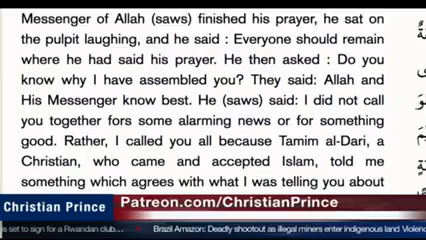 Messenger of Allah (saws) finished his prayer, he sat on
the pulpit laughing, and he said : Everyone should remain
where he had said his prayer. He then asked : Do you
know why I have assembled you? They said: Allah and
His Messenger know best. He (saws) said: I did not call
you together fors some alarming news or for something
good. Rather, I called you all because Tamim al-Dari, a
Christian, who came and accepted Islam, told me
something which agrees with what I was telling you about
Christian Prince
Patreon.com/ChristianPrince
is set to sign for a Rwandan club...
Brazil Amazon: Deadly shootout as illegal miners enter indigenous land Violenc